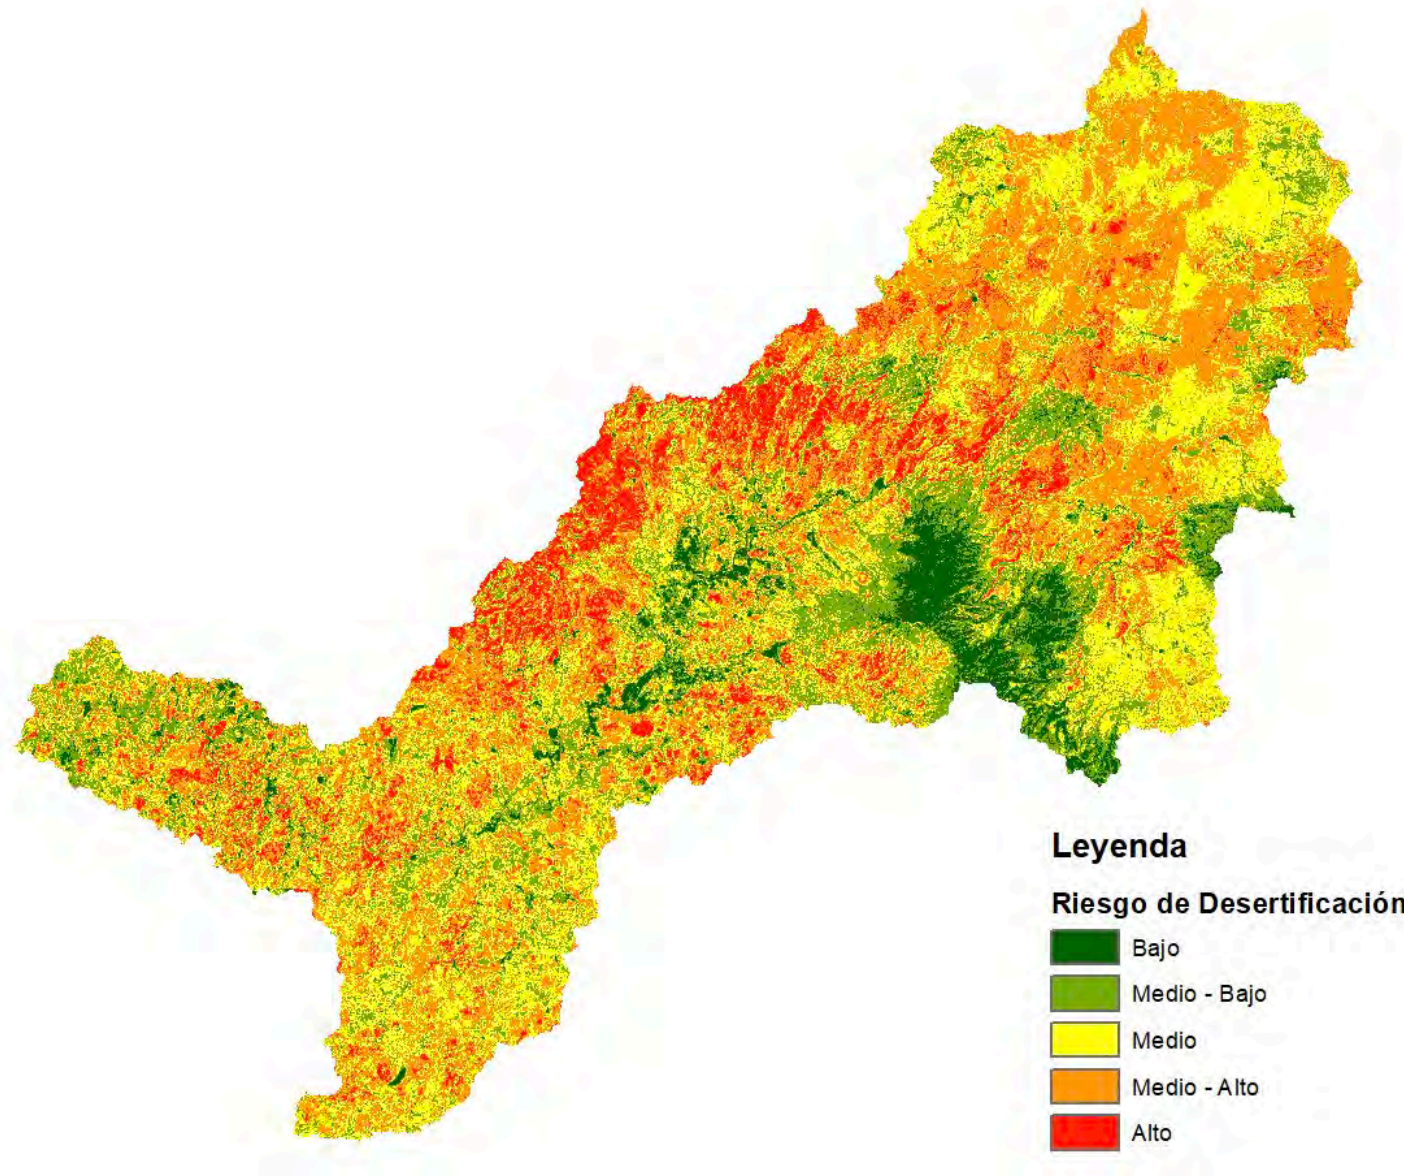 Leyenda
Riesgo de Desertificación
Bajo
Medio - Bajo
Medio
Medio - Alto
Alto